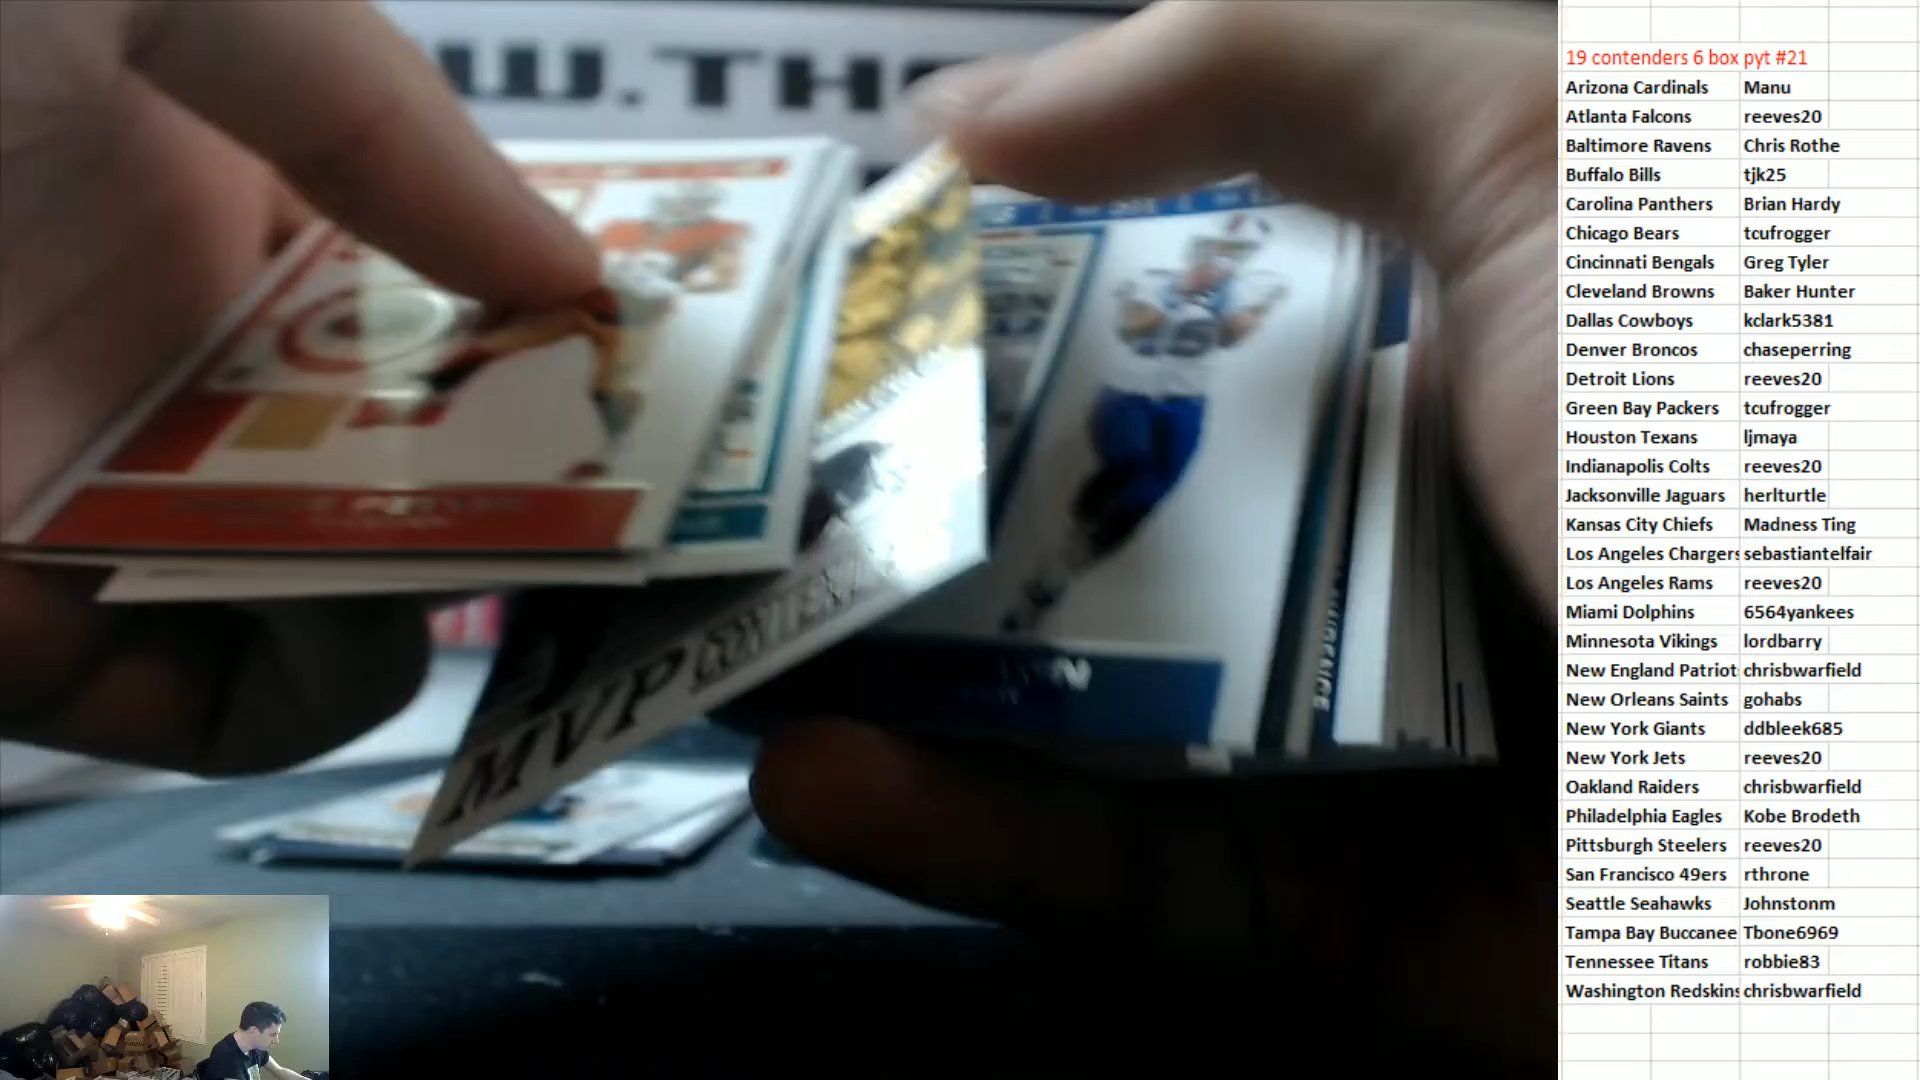 W.TH
MVP CONTEN
19 contenders 6 box pyt #21
Arizona Cardinals Manu
Atlanta Falcons reeves20
Baltimore Ravens Chris Rothe
Buffalo Bills tjk25
Carolina Panthers Brian Hardy
Chicago Bears tcufrogger
Cincinnati Bengals Greg Tyler
Cleveland Browns Baker Hunter
Dallas Cowboys kclark5381
Denver Broncos chaseperring
Detroit Lions reeves20
Green Bay Packers tcufrogger
Houston Texans ljmaya
Indianapolis Colts reeves20
Jacksonville Jaguars herlturtle
Kansas City Chiefs Madness Ting
Los Angeles Chargers sebastiantelfair
Los Angeles Rams reeves20
Miami Dolphins 6564yankees
Minnesota Vikings lordbarry
New England Patriot chrisbwarfield
New Orleans Saints gohabs
New York Giants ddbleek685
New York Jets reeves20
Oakland Raiders chrisbwarfield
Philadelphia Eagles Kobe Brodeth
Pittsburgh Steelers reeves20
San Francisco 49ers rthrone
Seattle Seahawks Johnstonm
Tampa Bay Buccanee Tbone6969
Tennessee Titans robbie83
Washington Redskins chrisbwarfield